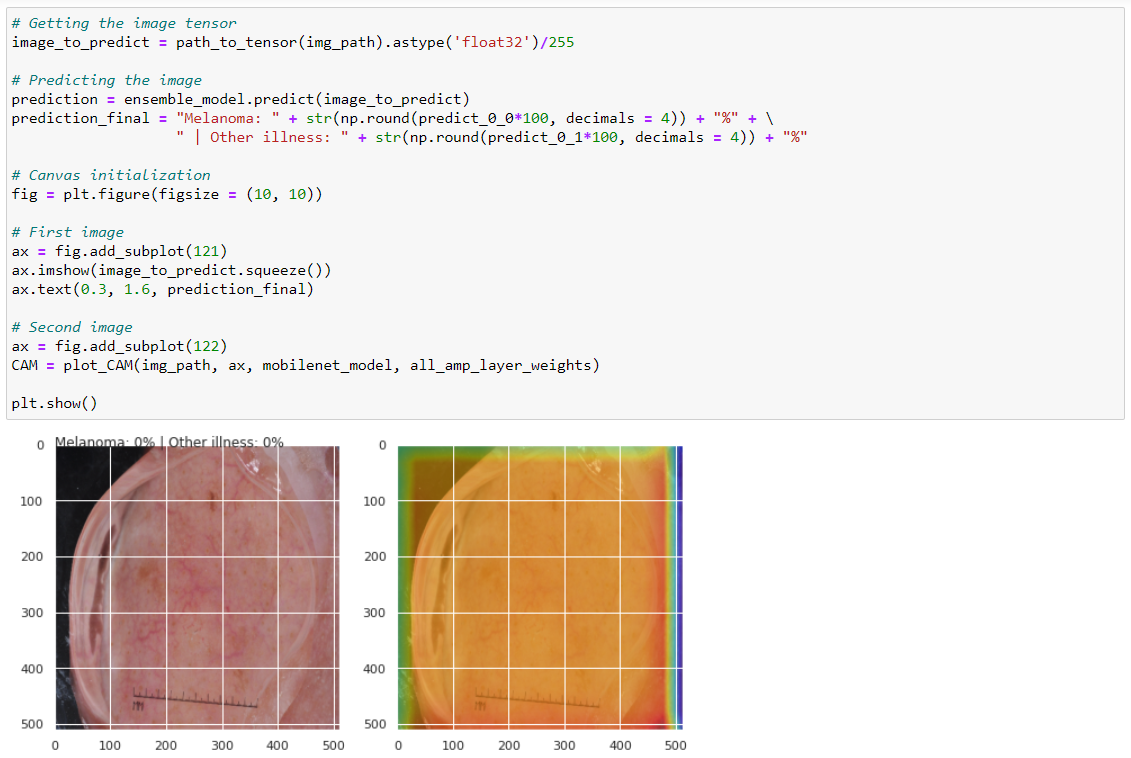 # Getting the image tensor
image_to_predict = path_to_tensor(img_path).astype('float32')/255
# Predicting the image
prediction = ensemble_model.predict(image_to_predict)
prediction_final = "Melanoma: " + str(np.round(predict_0_0*100, decimals = 4)) + "%" + \
" | Other illness: " + str(np.round(predict_0_1*100, decimals = 4)) + "%"
# Canvas initialization
fig = plt.figure(figsize = (10, 10))
# First image
ax = fig.add_subplot(121)
ax.imshow(image_to_predict.squeeze())
ax.text(0.3, 1.6, prediction_final)
# Second image
ax = fig.add_subplot(122)
CAM = plot_CAM(img_path, ax, mobilenet_model, all_amp_layer_weights)
plt.show()
Melanoma: 0% | Other illness: 0%
0
100
200
300
400
500
0 100 200 300 400 500
0
100
200
300
400
500
0 100 200 300 400 500